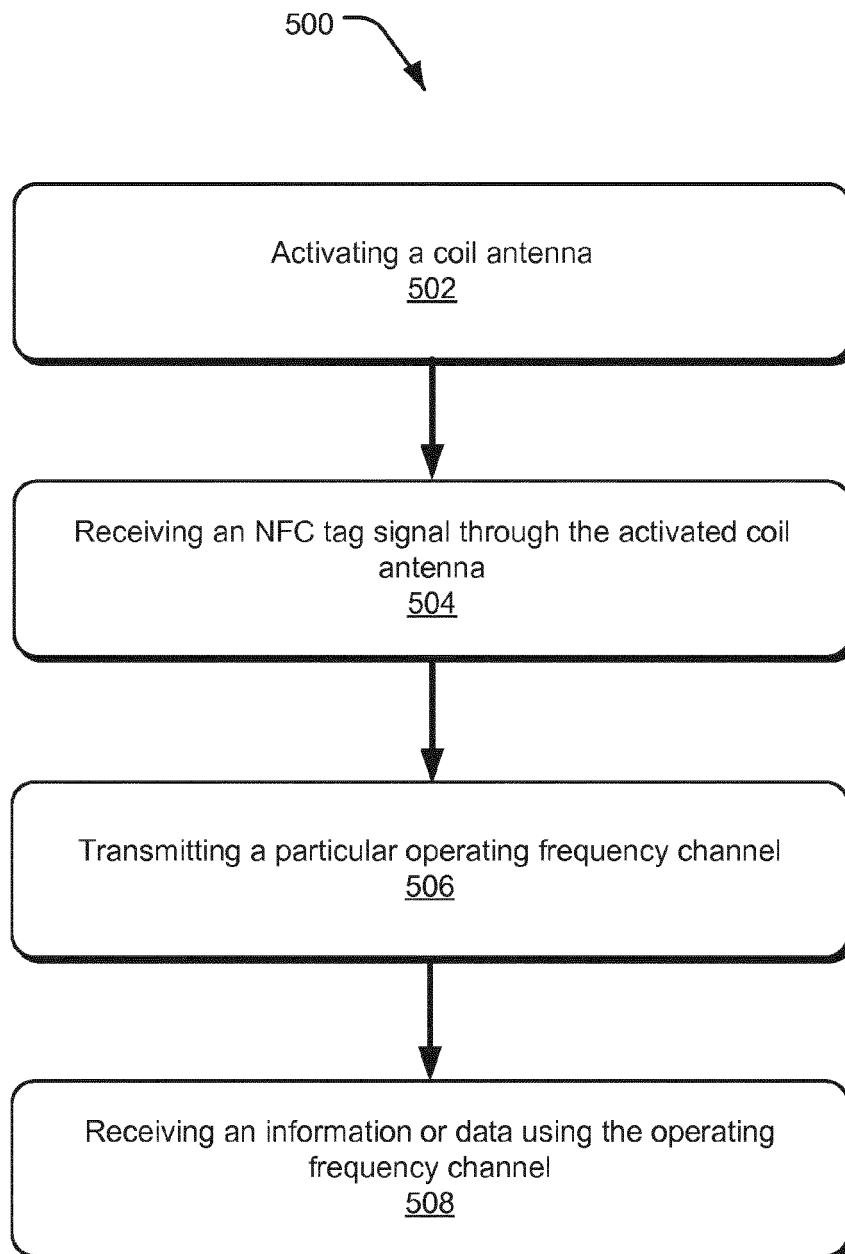 500
Activating a coil antenna
502
Receiving an NFC tag signal through the activated coil
antenna
504
Transmitting a particular operating frequency channel
506
Receiving an information or data using the operating
frequency channel
508